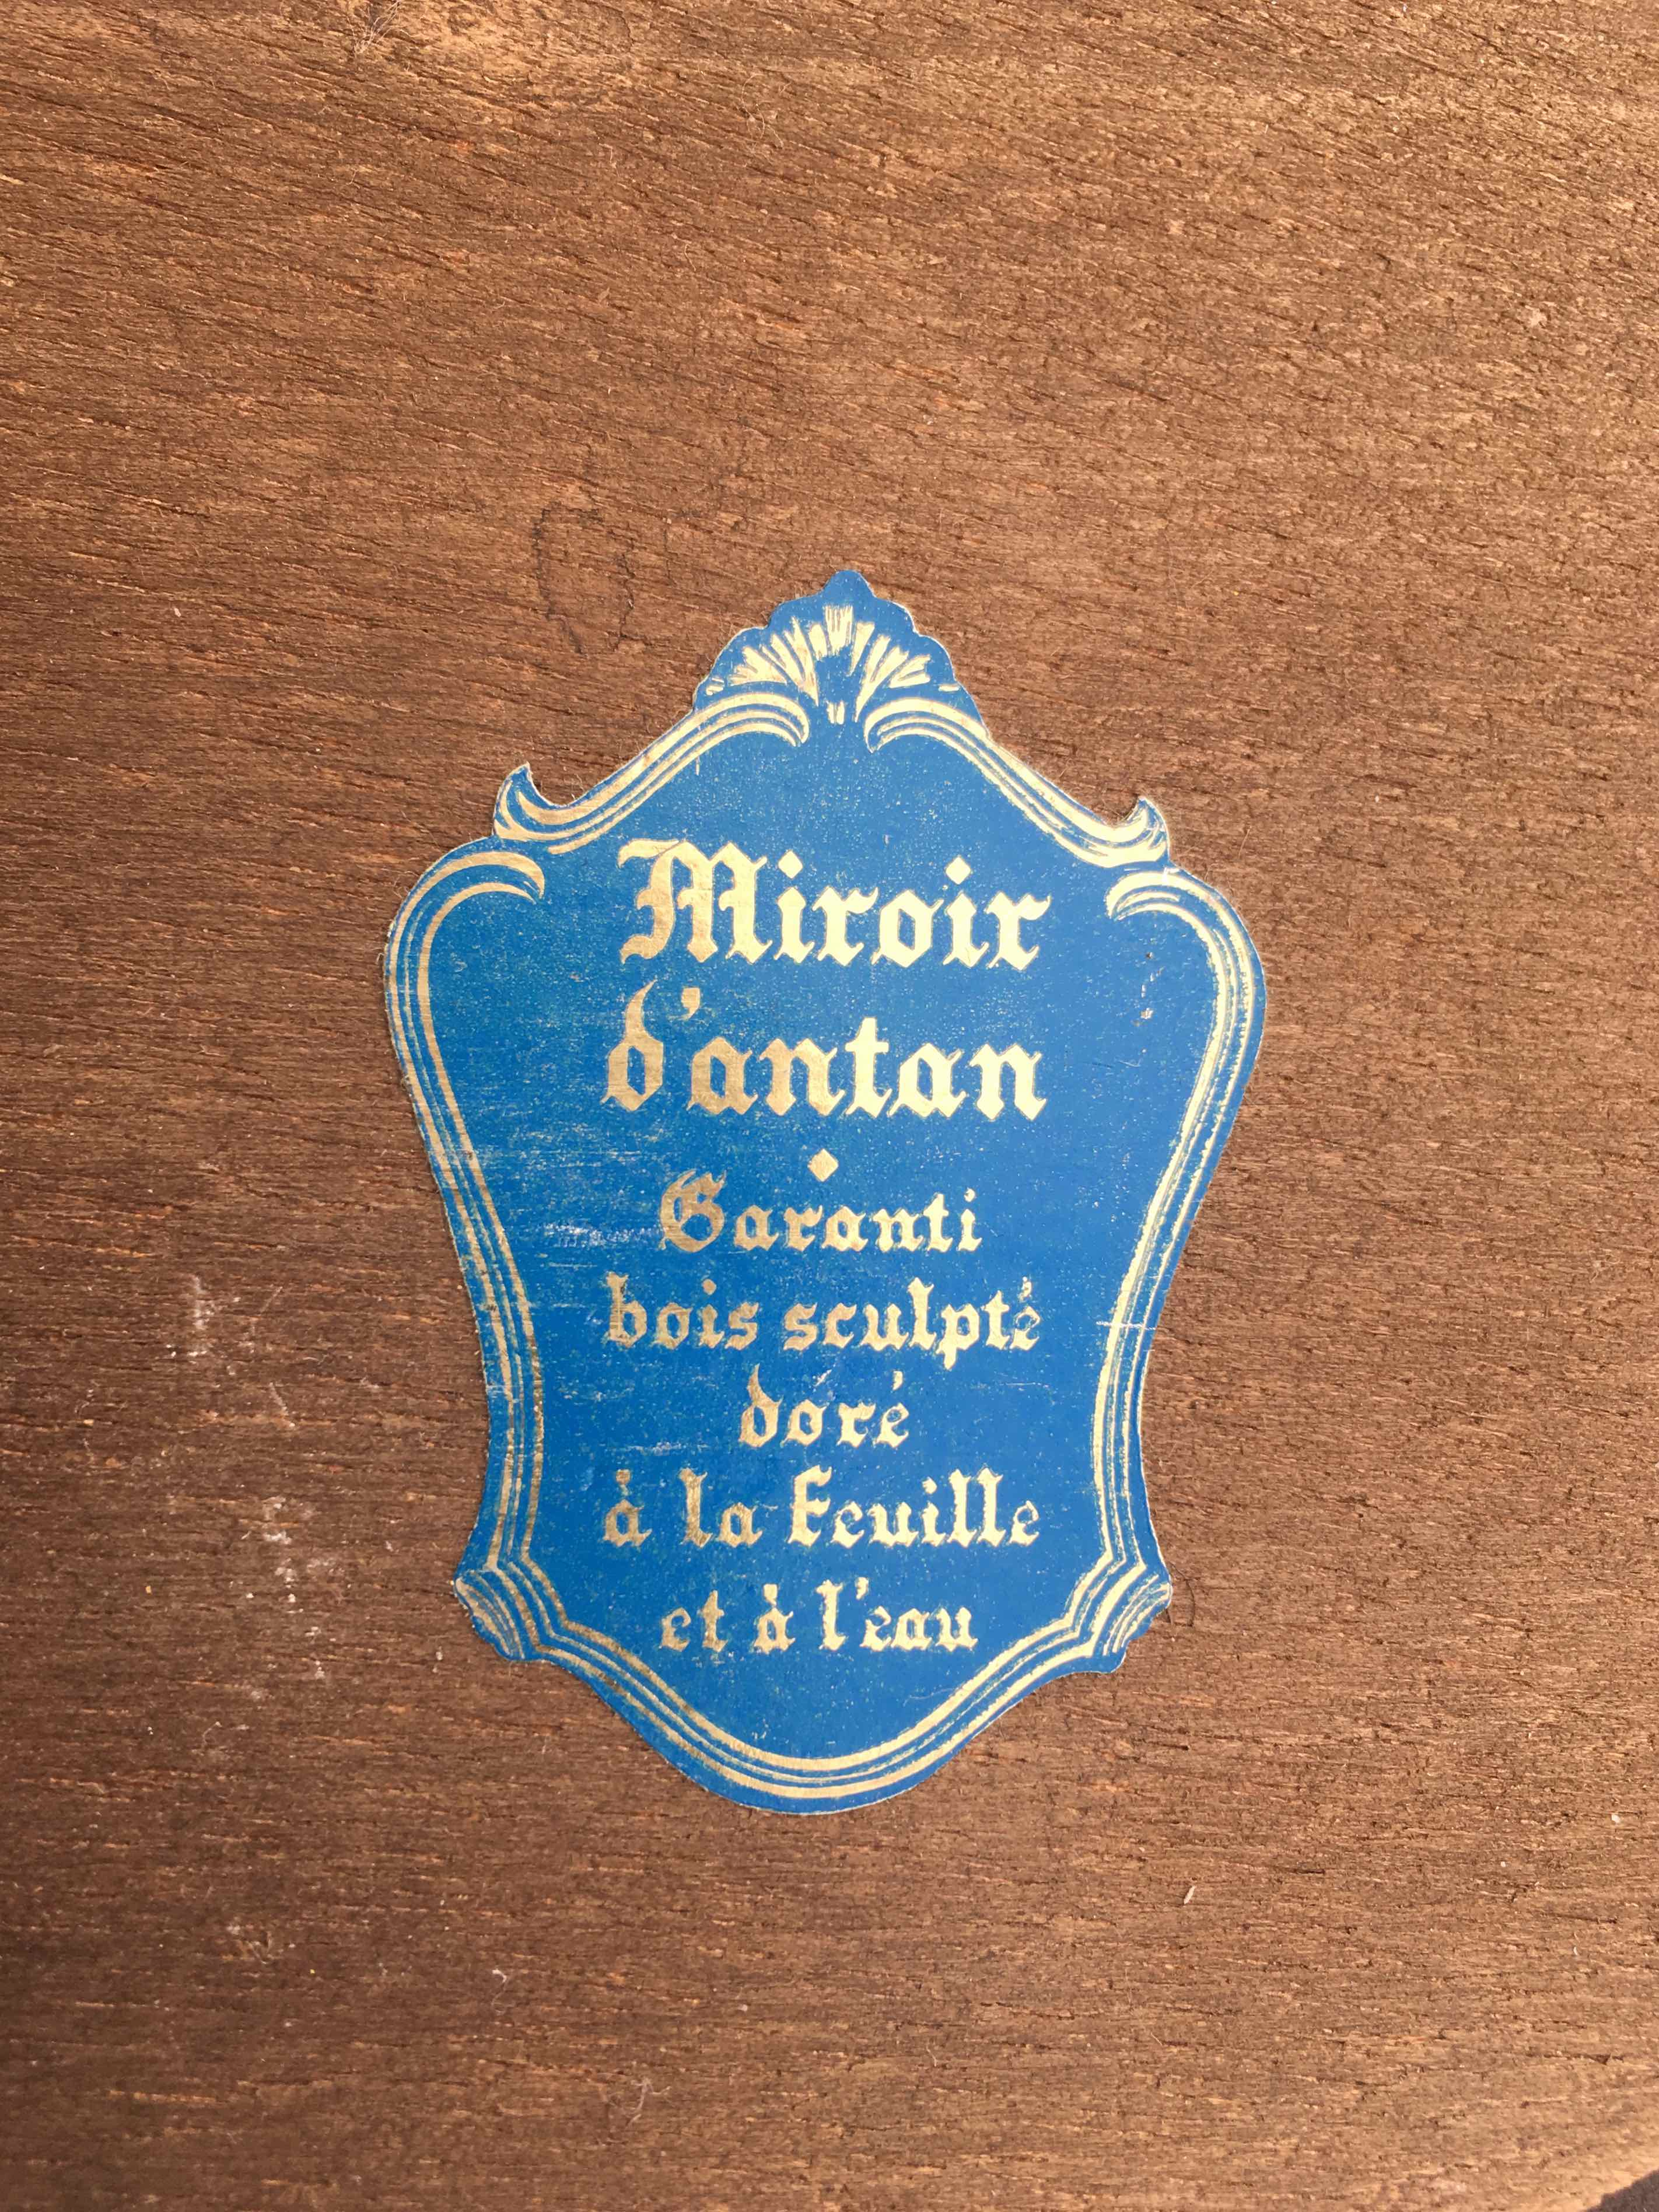 Miroir
d'antan
Garanti
bois sculpté
doré
à la feuille
et à l'eau